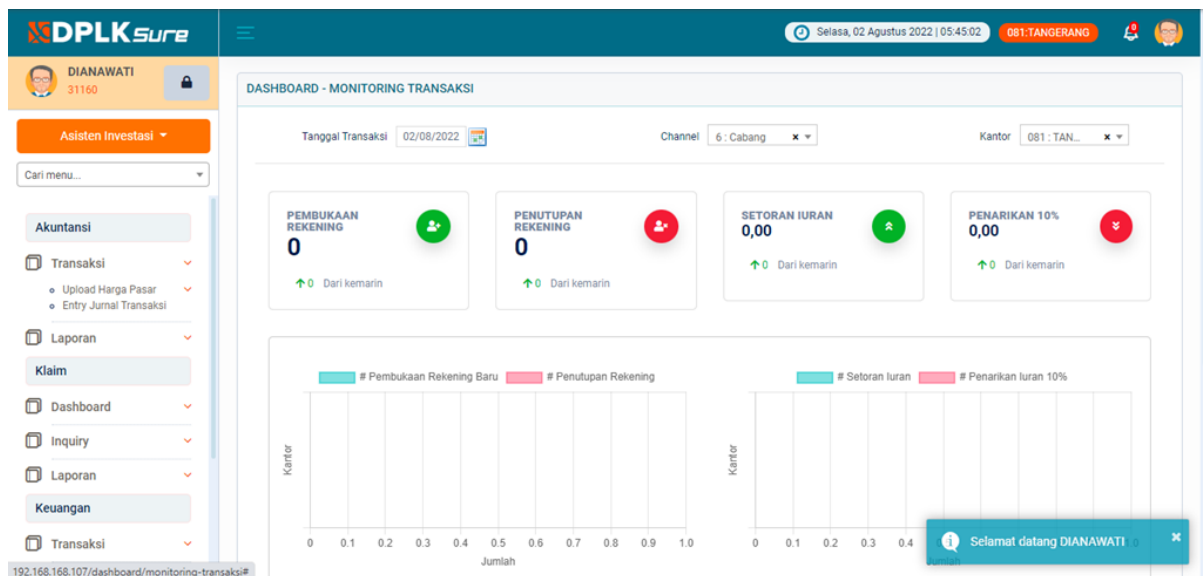 DPLKSure
Selasa, 02 Agustus 2022 | 05:45:02
081:TANGERANG
0
DIANAWATI
31160
Asisten Investasi
Cari menu...
Akuntansi
Transaksi
Upload Harga Pasar
Entry Jurnal Transaksi
Laporan
Klaim
Dashboard
Inquiry
Laporan
Keuangan
Transaksi
192.168.168.107/dashboard/monitoring-transaksi#
DASHBOARD - MONITORING TRANSAKSI
Tanggal Transaksi 02/08/2022
Channel 6 : Cabang x
Kantor 081 : TAN... x
PEMBUKAAN
REKENING
0
0 Dari kemarin
PENUTUPAN
REKENING
0
0 Dari kemarin
SETORAN IURAN
0,00
0 Dari kemarin
PENARIKAN 10%
0,00
0 Dari kemarin
# Pembukaan Rekening Baru # Penutupan Rekening
Kantor
0 0.1 0.2 0.3 0.4 0.5 0.6 0.7 0.8 0.9 1.0
Jumlah
# Setoran Iuran # Penarikan Iuran 10%
Kantor
0 0.1 0.2 0.3 0.4 1.0
Jumlah
Selamat datang DIANAWATI x